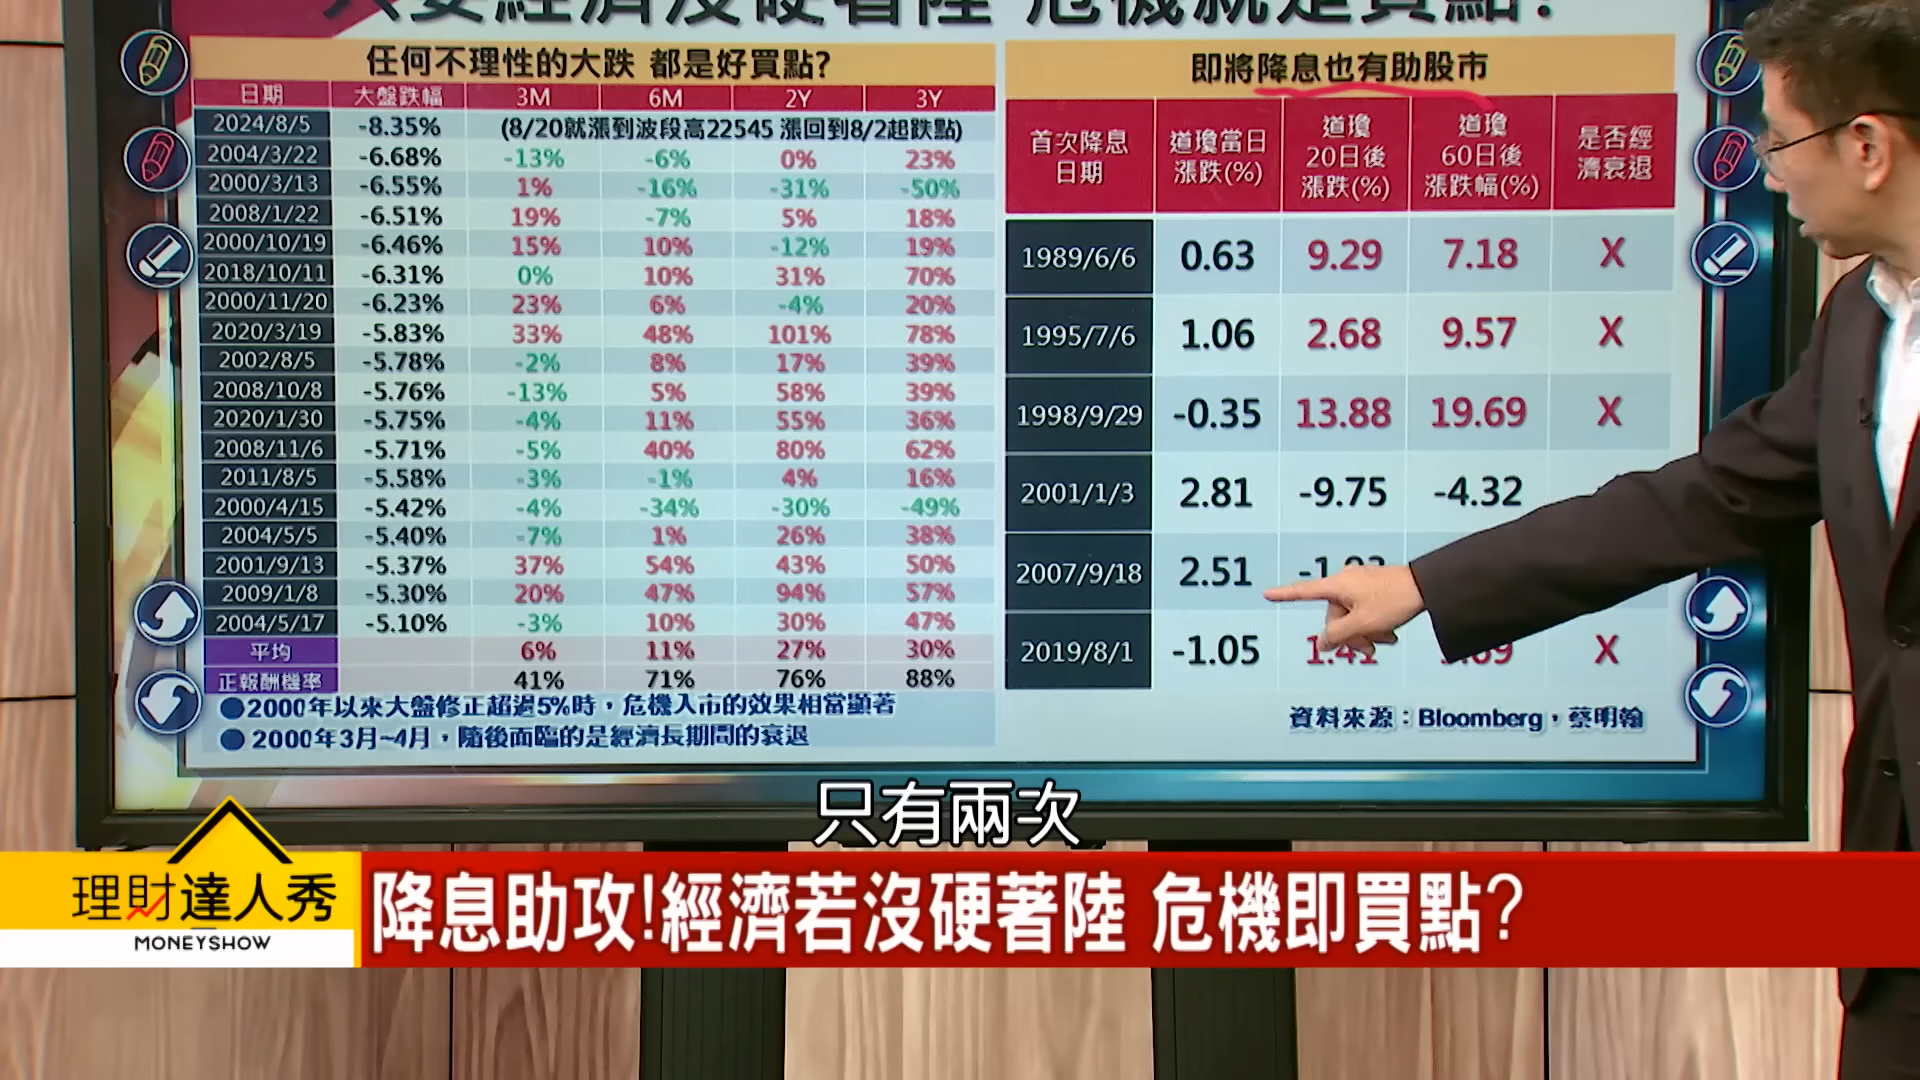 只要經濟沒硬著陸 危機就是買點?
任何不理性的大跌 都是好買點?
日期 大盤跌幅 3M 6M 2Y 3Y
2024/8/5 -8.35% (8/20就漲到波段高22545 漲回到8/2起跌點)
2004/3/22 -6.68% -13% -6% 0% 23%
2000/3/13 -6.55% 1% -16% -31% -50%
2008/1/22 -6.51% 19% -7% 5% 18%
2000/10/19 -6.46% 15% 10% -12% 19%
2018/10/11 -6.31% 0% 10% 31% 70%
2000/11/20 -6.23% 23% 6% -4% 20%
2020/3/19 -5.83% 33% 48% 101% 78%
2002/8/5 -5.78% -2% 8% 17% 39%
2008/10/8 -5.76% -13% 5% 58% 39%
2020/1/30 -5.75% -4% 11% 55% 36%
2008/11/6 -5.71% -5% 40% 80% 62%
2011/8/5 -5.58% -3% -1% 4% 16%
2000/4/15 -5.42% -4% -34% -30% -49%
2004/5/5 -5.40% -7% 1% 26% 38%
2001/9/13 -5.37% 37% 54% 43% 50%
2009/1/8 -5.30% 20% 47% 94% 57%
2004/5/17 -5.10% -3% 10% 30% 47%
平均 6% 11% 27% 30%
正報酬機率 41% 71% 76% 88%
●2000年以來大盤修正超過5%時，危機入市的效果相當顯著
● 2000年3月~4月，隨後面臨的是經濟長期間的衰退
即將降息也有助股市
首次降息日期 道瓊當日漲跌(%) 道瓊20日後漲跌(%) 道瓊60日後漲跌幅(%) 是否經濟衰退
1989/6/6 0.63 9.29 7.18 X
1995/7/6 1.06 2.68 9.57 X
1998/9/29 -0.35 13.88 19.69 X
2001/1/3 2.81 -9.75 -4.32
2007/9/18 2.51
2019/8/1 -1.05 1.41 X
資料來源：Bloomberg，蔡明翰
只有兩次
理財達人秀
MONEYSHOW
降息助攻!經濟若沒硬著陸 危機即買點?